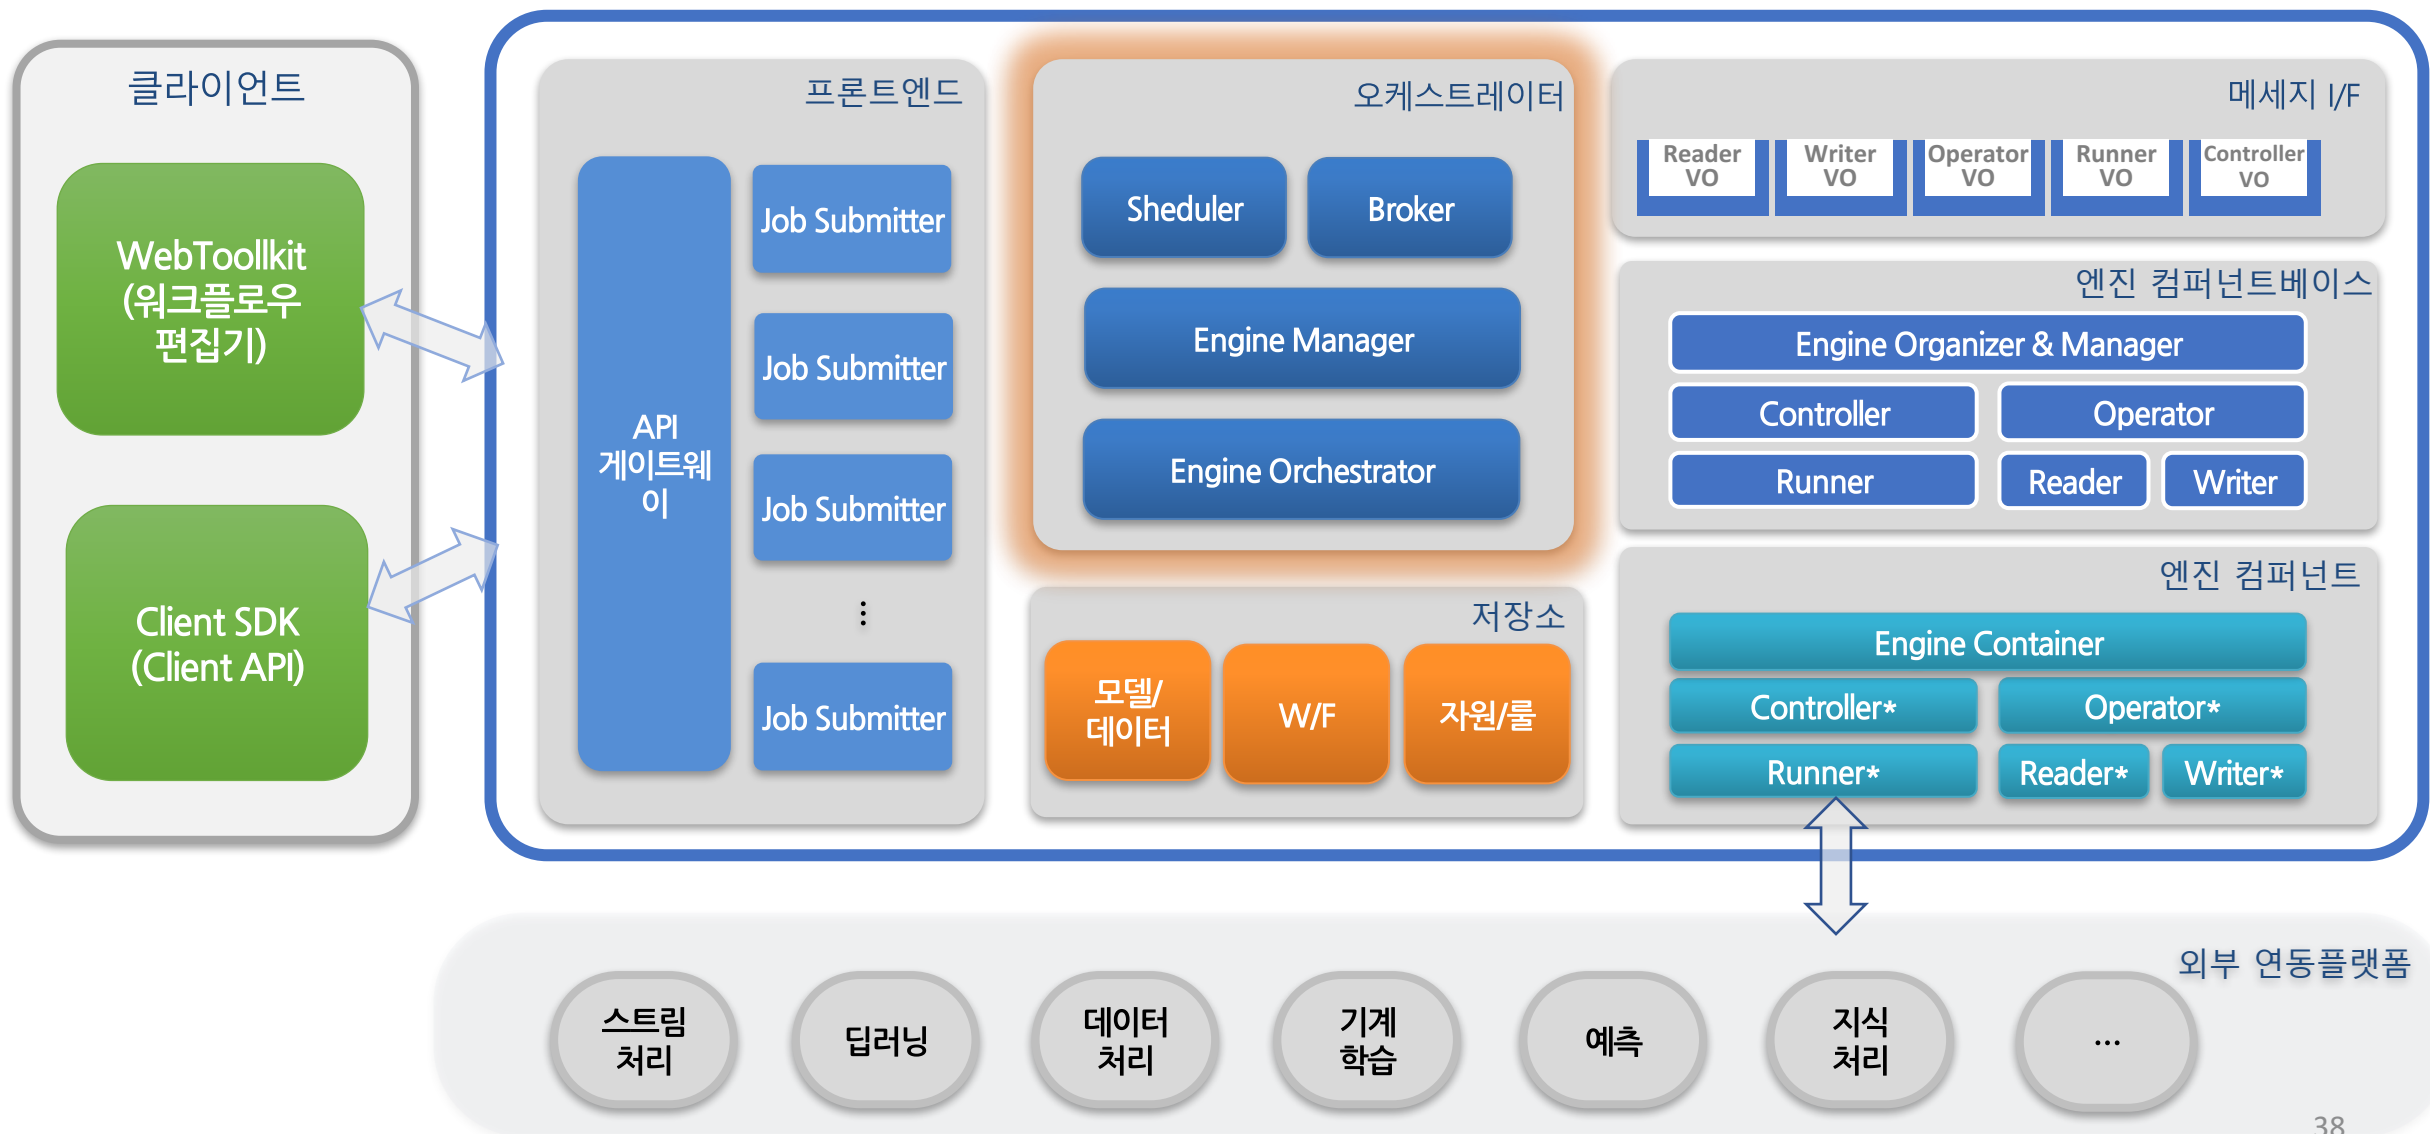 클라이언트
WebToollkit
(워크플로우
편집기)
Client SDK
(Client API)
프론트엔드
API
게이트웨
이
Job Submitter
Job Submitter
Job Submitter
⋮
Job Submitter
오케스트레이터
Sheduler
Broker
Engine Manager
Engine Orchestrator
저장소
모델/
데이터
W/F
자원/룰
메세지 I/F
Reader
VO
Writer
VO
Operator
VO
Runner
VO
Controller
VO
엔진 컴퍼넌트베이스
Engine Organizer & Manager
Controller
Operator
Runner
Reader
Writer
엔진 컴퍼넌트
Engine Container
Controller*
Operator*
Runner*
Reader*
Writer*
외부 연동플랫폼
스트림
처리
딥러닝
데이터
처리
기계
학습
예측
지식
처리
...
38